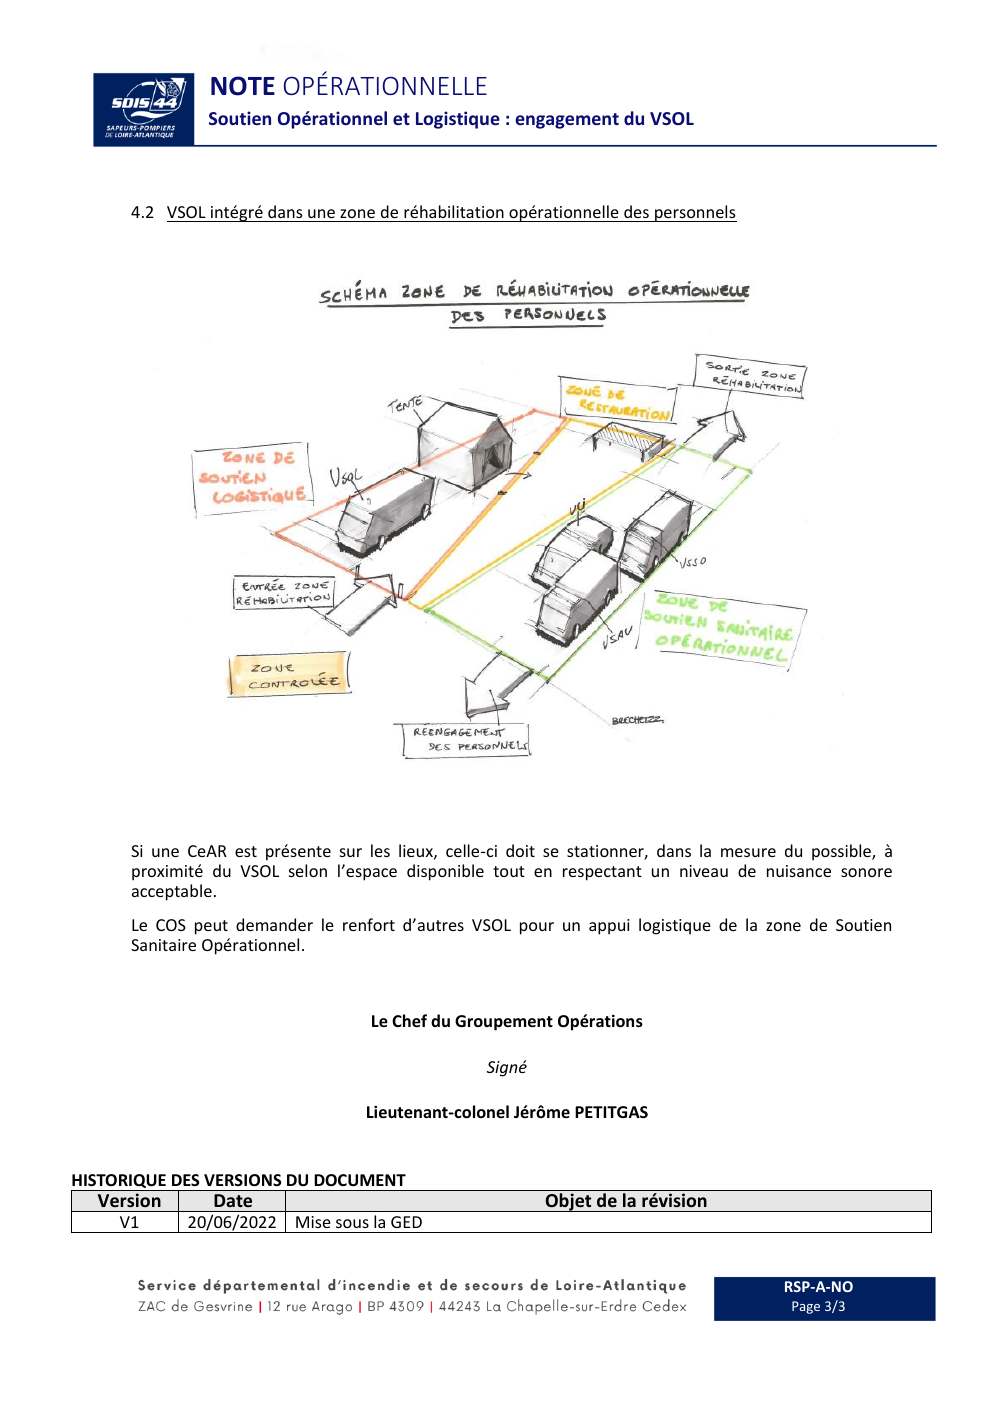 SDIS 44
SAPEURS-POMPIERS
DE LOIRE-ATLANTIQUE
NOTE OPÉRATIONNELLE
Soutien Opérationnel et Logistique : engagement du VSOL
4.2 VSOL intégré dans une zone de réhabilitation opérationnelle des personnels
SCHÉMA ZONE DE RÉHABILITATION OPÉRATIONNELLE
DES PERSONNELS
SORTIE ZONE
RÉHABILITATION
ZONE DE
RESTAURATION
TENTE
ZONE DE
SOUTIEN
LOGISTIQUE
VSOL
VLI
VSSO
ENTRÉE ZONE
RÉHABILITATION
ZONE DE
SOUTIEN SANITAIRE
OPÉRATIONNEL
VSAV
ZONE
CONTROLÉE
BRECHEIZZ
REENGAGEMENT
DES PERSONNELS
Si une CeAR est présente sur les lieux, celle-ci doit se stationner, dans la mesure du possible, à
proximité du VSOL selon l’espace disponible tout en respectant un niveau de nuisance sonore
acceptable.
Le COS peut demander le renfort d’autres VSOL pour un appui logistique de la zone de Soutien
Sanitaire Opérationnel.
Le Chef du Groupement Opérations
Signé
Lieutenant-colonel Jérôme PETITGAS
HISTORIQUE DES VERSIONS DU DOCUMENT
Version Date Objet de la révision
V1 20/06/2022 Mise sous la GED
Service départemental d’incendie et de secours de Loire-Atlantique
ZAC de Gesvrine | 12 rue Arago | BP 4309 | 44243 La Chapelle-sur-Erdre Cedex
RSP-A-NO
Page 3/3